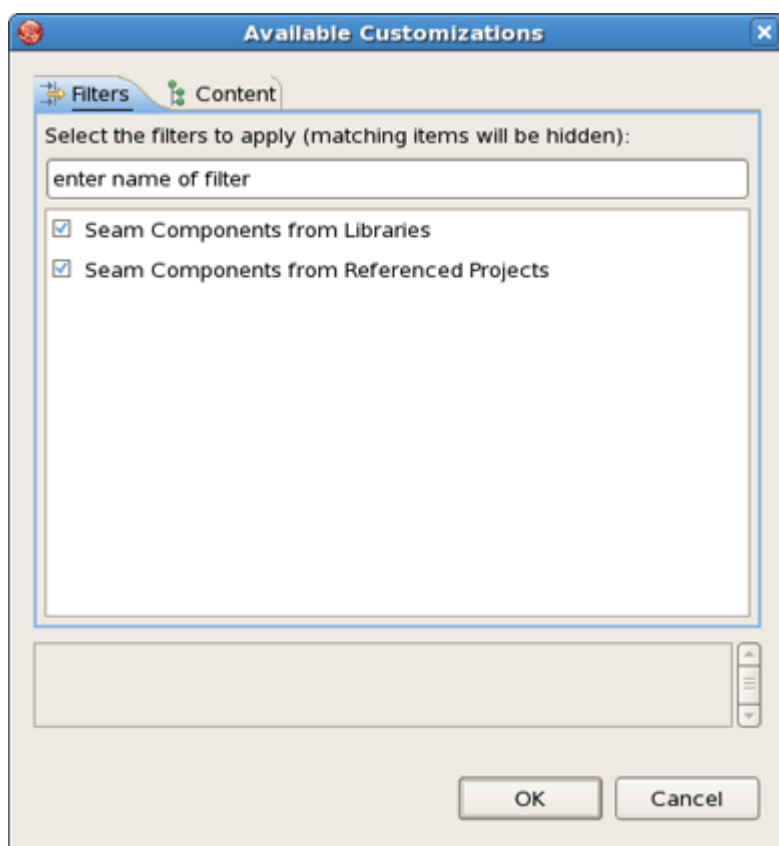 Available Customizations
Filters
Content
Select the filters to apply (matching items will be hidden):
enter name of filter
Seam Components from Libraries
Seam Components from Referenced Projects
OK
Cancel